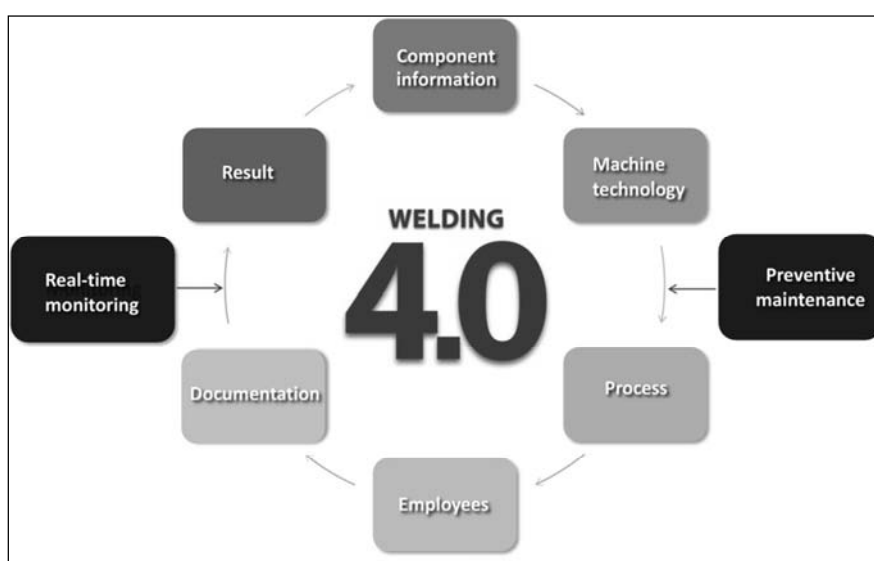 Component
information
Result
Machine
technology
WELDING
4.0
Real-time
monitoring
Preventive
maintenance
Documentation
Process
Employees